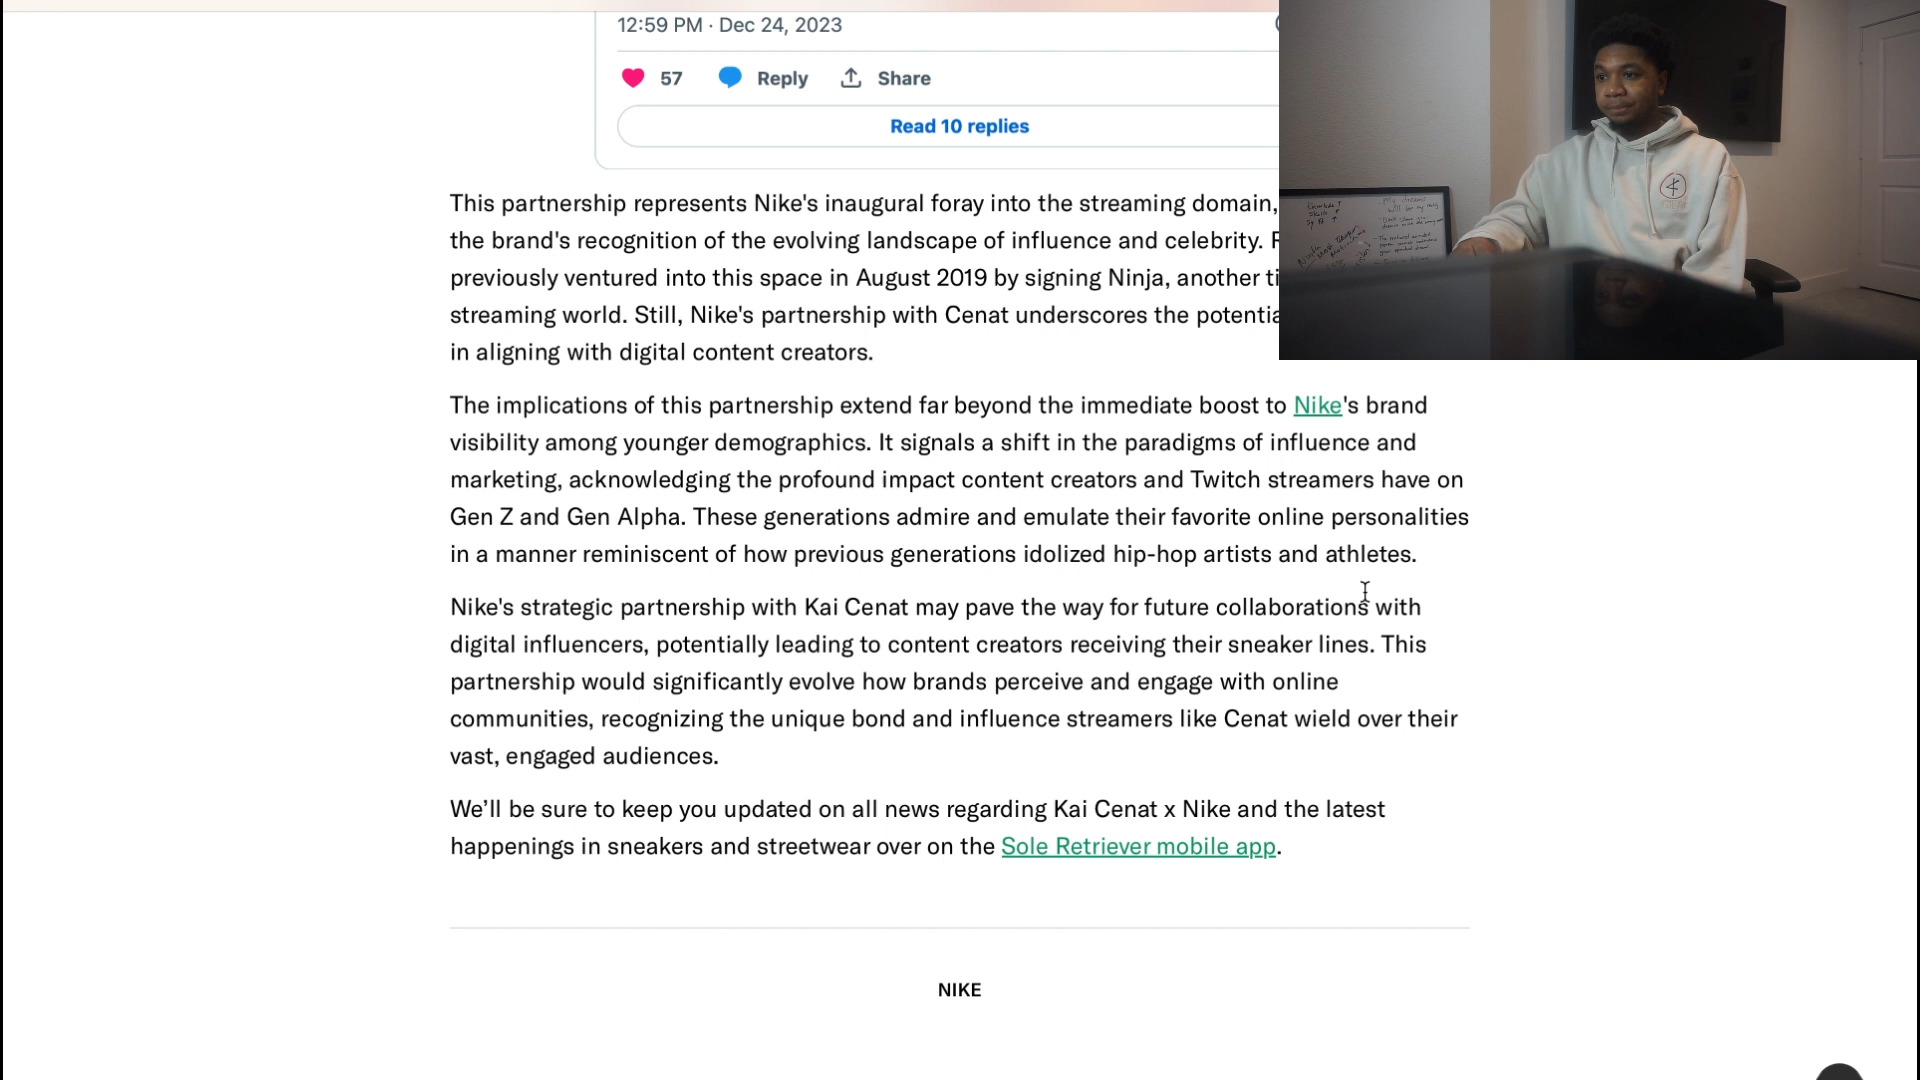 12:59 PM · Dec 24, 2023
57 Reply Share
Read 10 replies
This partnership represents Nike's inaugural foray into the streaming domain,
the brand's recognition of the evolving landscape of influence and celebrity.
previously ventured into this space in August 2019 by signing Ninja, another
streaming world. Still, Nike's partnership with Cenat underscores the
in aligning with digital content creators.
The implications of this partnership extend far beyond the immediate boost to Nike's brand
visibility among younger demographics. It signals a shift in the paradigms of influence and
marketing, acknowledging the profound impact content creators and Twitch streamers have on
Gen Z and Gen Alpha. These generations admire and emulate their favorite online personalities
in a manner reminiscent of how previous generations idolized hip-hop artists and athletes.
Nike's strategic partnership with Kai Cenat may pave the way for future collaborations with
digital influencers, potentially leading to content creators receiving their sneaker lines. This
partnership would significantly evolve how brands perceive and engage with online
communities, recognizing the unique bond and influence streamers like Cenat wield over their
vast, engaged audiences.
We’ll be sure to keep you updated on all news regarding Kai Cenat x Nike and the latest
happenings in sneakers and streetwear over on the Sole Retriever mobile app.
NIKE